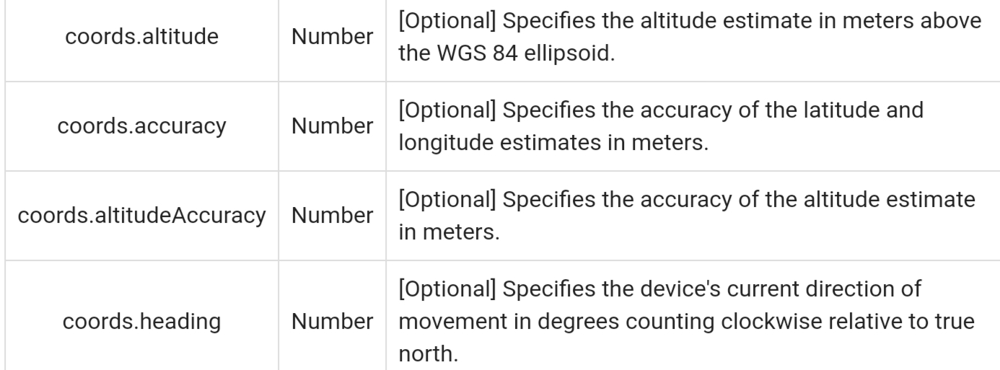 coords.altitude Number [Optional] Specifies the altitude estimate in meters above
the WGS 84 ellipsoid.
coords.accuracy Number [Optional] Specifies the accuracy of the latitude and
longitude estimates in meters.
coords.altitudeAccuracy Number [Optional] Specifies the accuracy of the altitude estimate
in meters.
[Optional] Specifies the device's current direction of
coords.heading Number movement in degrees counting clockwise relative to true
north.